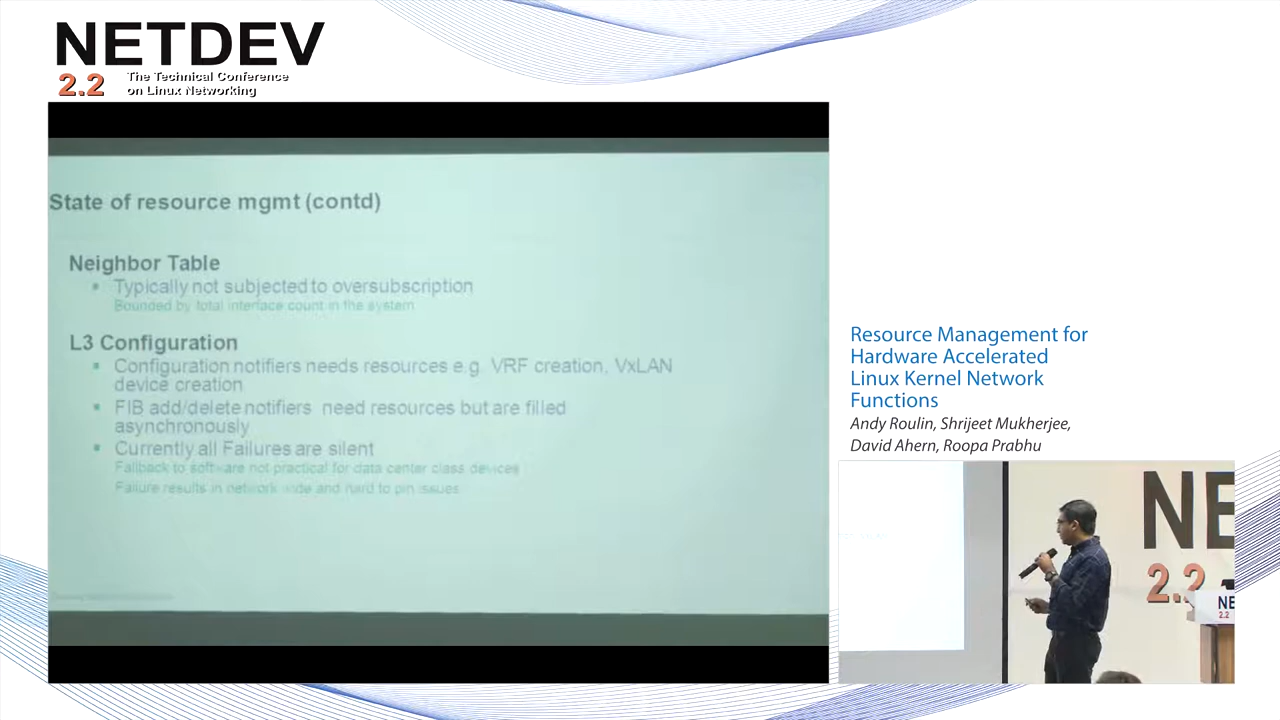 NETDEV
2.2
The Technical Conference
on Linux Networking
State of resource mgmt (contd)
Neighbor Table
Typically not subjected to oversubscription
Bounded by total interface count in the system
L3 Configuration
Configuration notifiers needs resources e.g. VRF creation, VxLAN
device creation
FIB add/delete notifiers need resources but are filled
asynchronously
Currently all Failures are silent
Fallback to software not practical for data center class devices
Failure results in network wide and hard to pin issues
Resource Management for
Hardware Accelerated
Linux Kernel Network
Functions
Andy Roulin, Shrijeet Mukherjee,
David Ahern, Roopa Prabhu
NE
2.2
NE
2.2